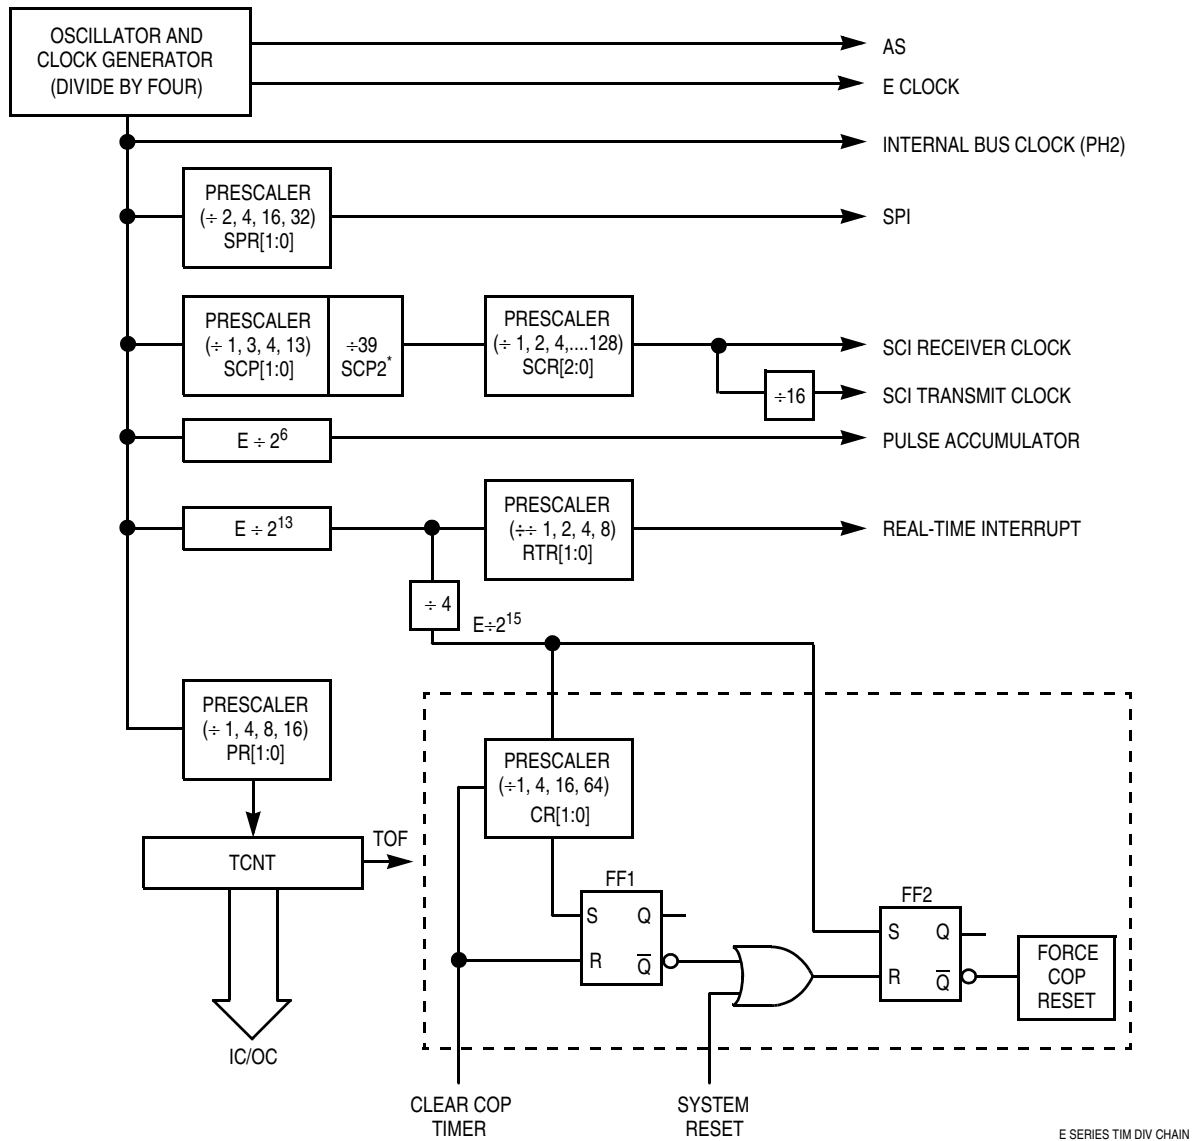 OSCILLATOR AND
CLOCK GENERATOR
(DIVIDE BY FOUR)
AS
E CLOCK
INTERNAL BUS CLOCK (PH2)
PRESCALER
(÷ 2, 4, 16, 32)
SPR[1:0]
SPI
PRESCALER
(÷ 1, 3, 4, 13)
SCP[1:0]
÷39
SCP2*
PRESCALER
(÷ 1, 2, 4,....128)
SCR[2:0]
SCI RECEIVER CLOCK
÷16
SCI TRANSMIT CLOCK
E ÷ 2⁶
PULSE ACCUMULATOR
E ÷ 2¹³
PRESCALER
(÷÷ 1, 2, 4, 8)
RTR[1:0]
REAL-TIME INTERRUPT
÷ 4
E÷2¹⁵
PRESCALER
(÷ 1, 4, 8, 16)
PR[1:0]
PRESCALER
(÷1, 4, 16, 64)
CR[1:0]
TCNT
TOF
FF1
S Q
R Q̅
FF2
S Q
R Q̅
FORCE
COP
RESET
IC/OC
CLEAR COP
TIMER
SYSTEM
RESET
E SERIES TIM DIV CHAIN